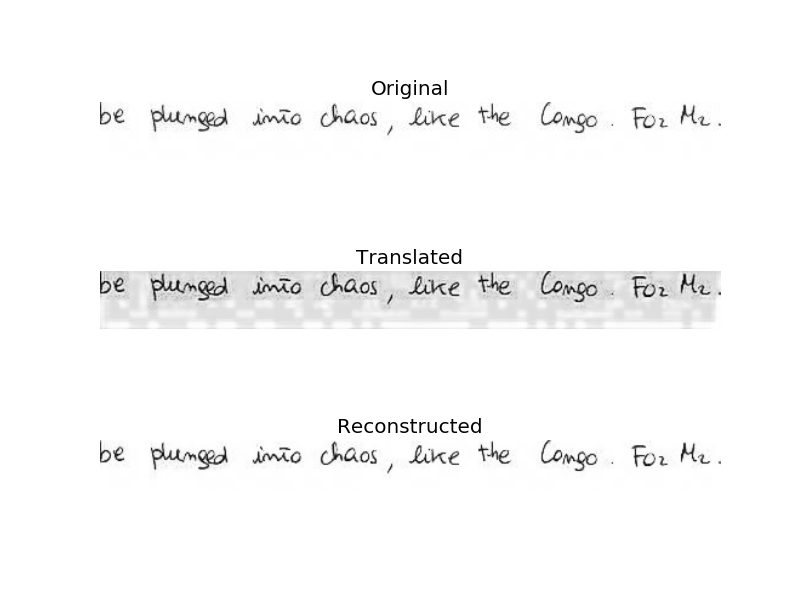 Original
be plunged into chaos, like the Congo. For Mr.
Translated
be plunged into chaos, like the Congo. For Mr.
Reconstructed
be plunged into chaos, like the Congo. For Mr.